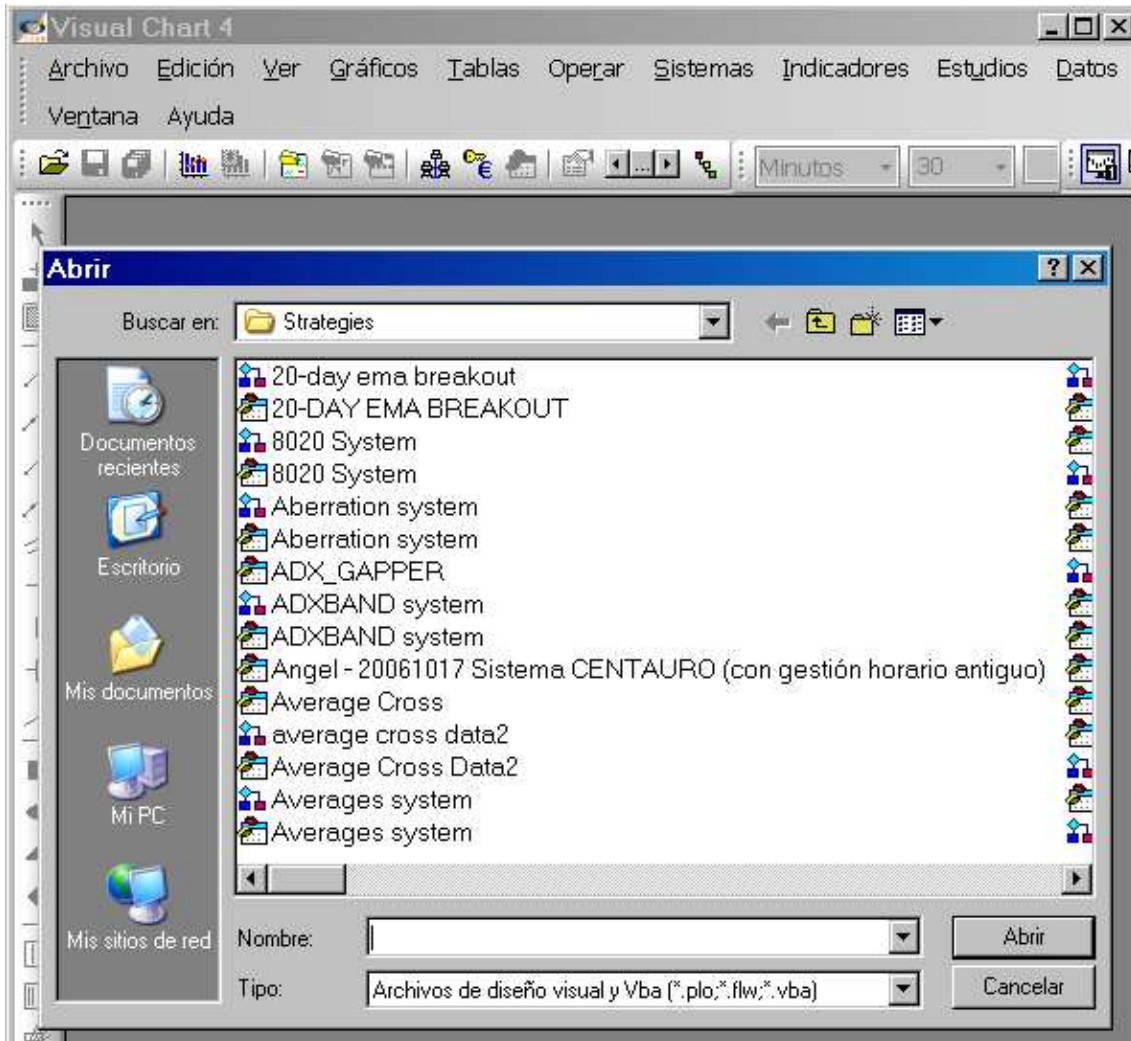 Visual Chart 4
Archivo Edición Ver Gráficos Tablas Operar Sistemas Indicadores Estudios Datos
Ventana Ayuda
Minutos 30
Abrir
Buscar en: Strategies
Documentos recientes
Escritorio
Mis documentos
Mi PC
Mis sitios de red
20-day ema breakout
20-DAY EMA BREAKOUT
8020 System
8020 System
Aberration system
Aberration system
ADX_GAPPER
ADXBAND system
ADXBAND system
Angel - 20061017 Sistema CENTAURO (con gestión horario antiguo)
Average Cross
average cross data2
Average Cross Data2
Averages system
Averages system
Nombre: Abrir
Tipo: Archivos de diseño visual y Vba (*.plo;*.flw;*.vba) Cancelar